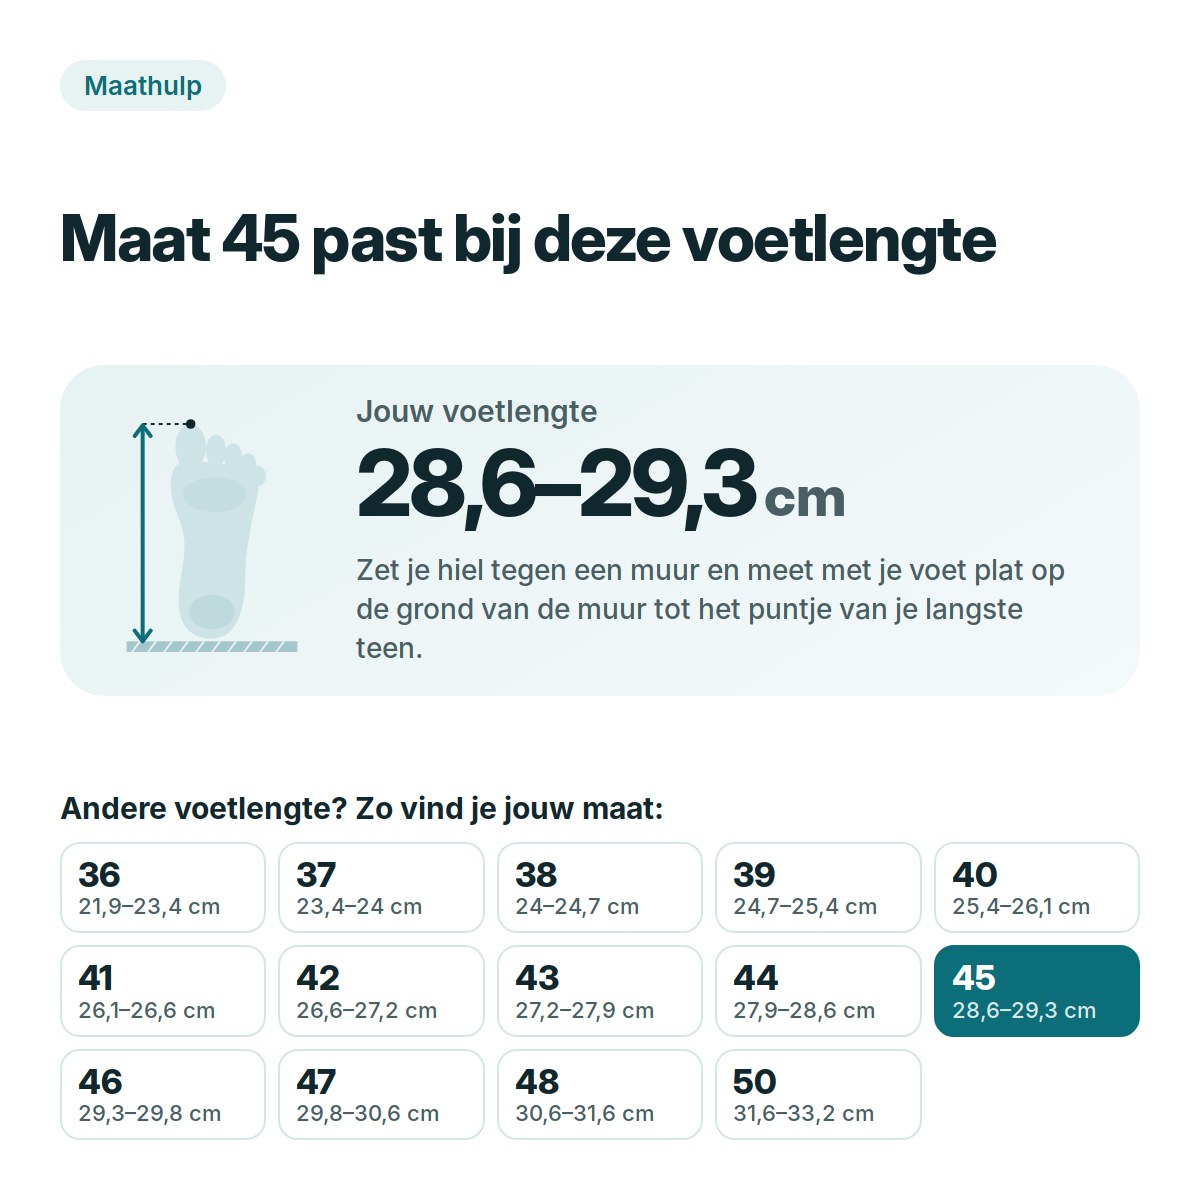 Maathulp
Maat 45 past bij deze voetlengte
Jouw voetlengte
28,6–29,3 cm
Zet je hiel tegen een muur en meet met je voet plat op
de grond van de muur tot het puntje van je langste
teen.
Andere voetlengte? Zo vind je jouw maat:
36
21,9–23,4 cm
37
23,4–24 cm
38
24–24,7 cm
39
24,7–25,4 cm
40
25,4–26,1 cm
41
26,1–26,6 cm
42
26,6–27,2 cm
43
27,2–27,9 cm
44
27,9–28,6 cm
45
28,6–29,3 cm
46
29,3–29,8 cm
47
29,8–30,6 cm
48
30,6–31,6 cm
50
31,6–33,2 cm